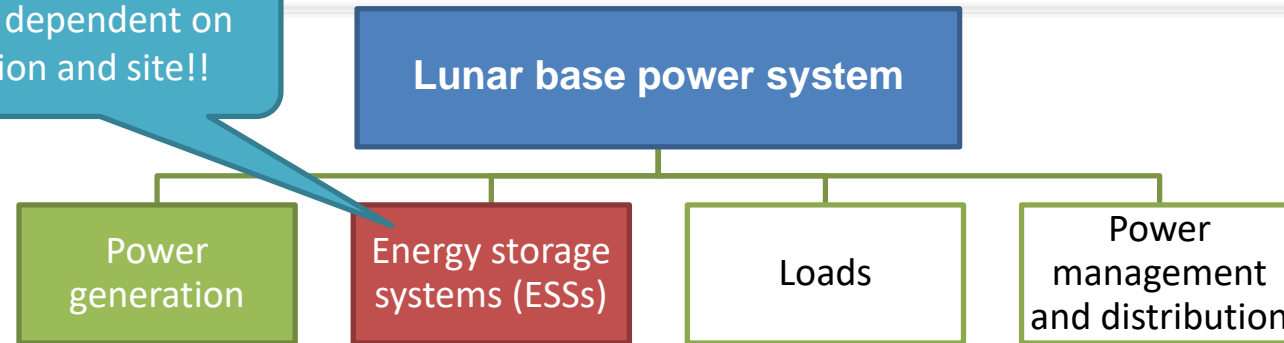 dependent on
and site!!
Lunar base power system
Power
generation
Energy storage
systems (ESSs)
Loads
Power
management
and distribution